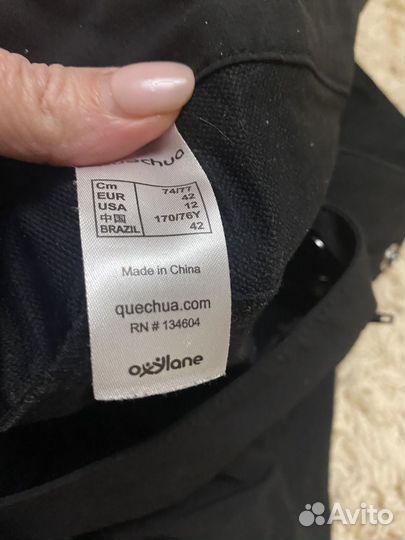 quechua
Cm 74/77
EUR 42
USA 12
中国 170/76Y
BRAZIL 42
Made in China
quechua.com
RN # 134604
oxylane
Avito